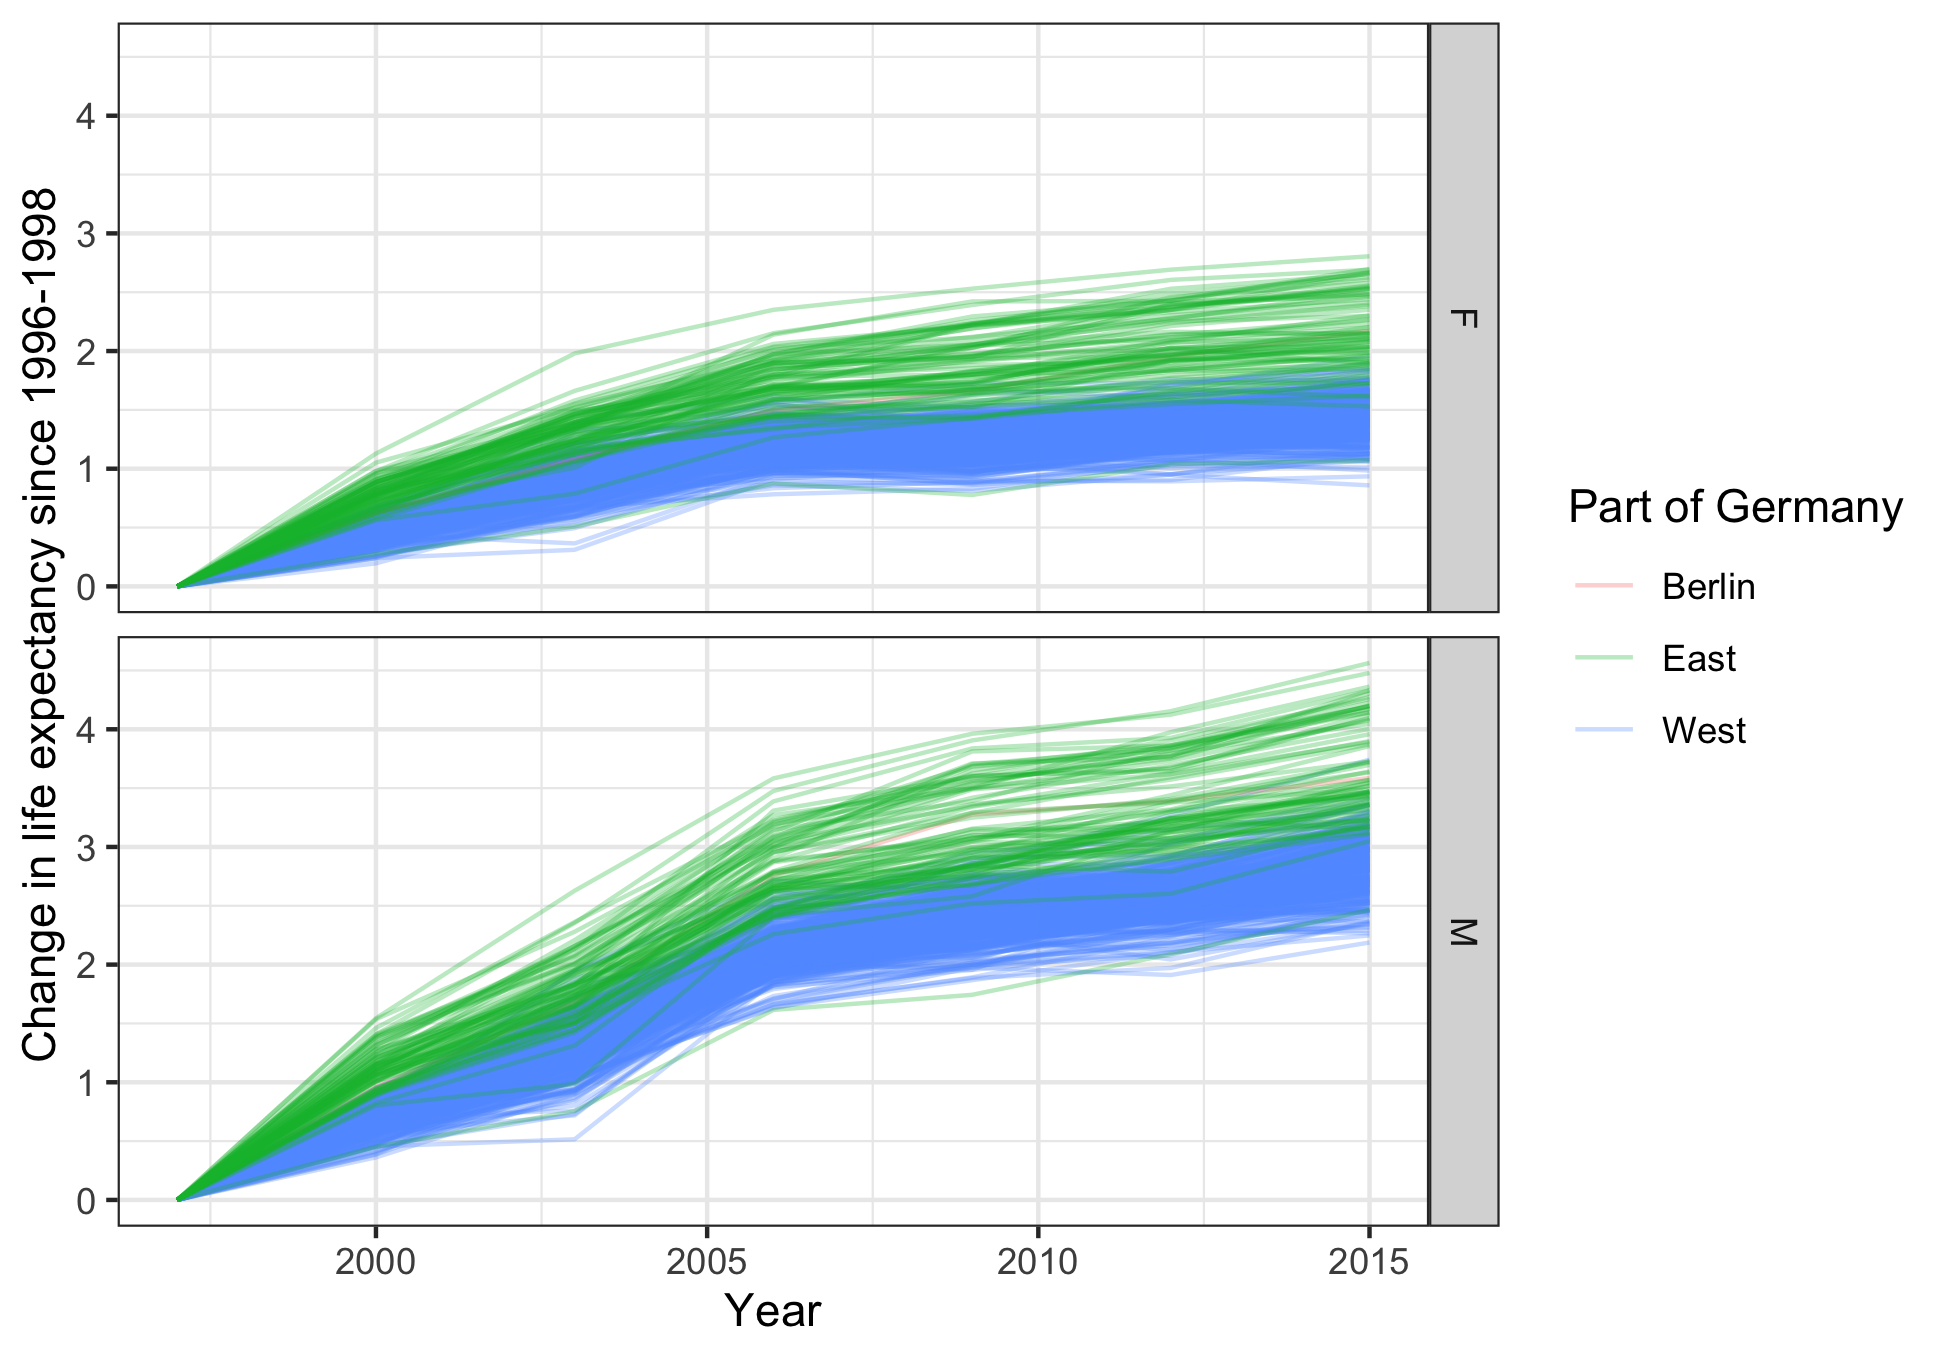 Change in life expectancy since 1996-1998
4
3
2
1
0
F
4
3
2
1
0
M
2000 2005 2010 2015
Year
Part of Germany
Berlin
East
West